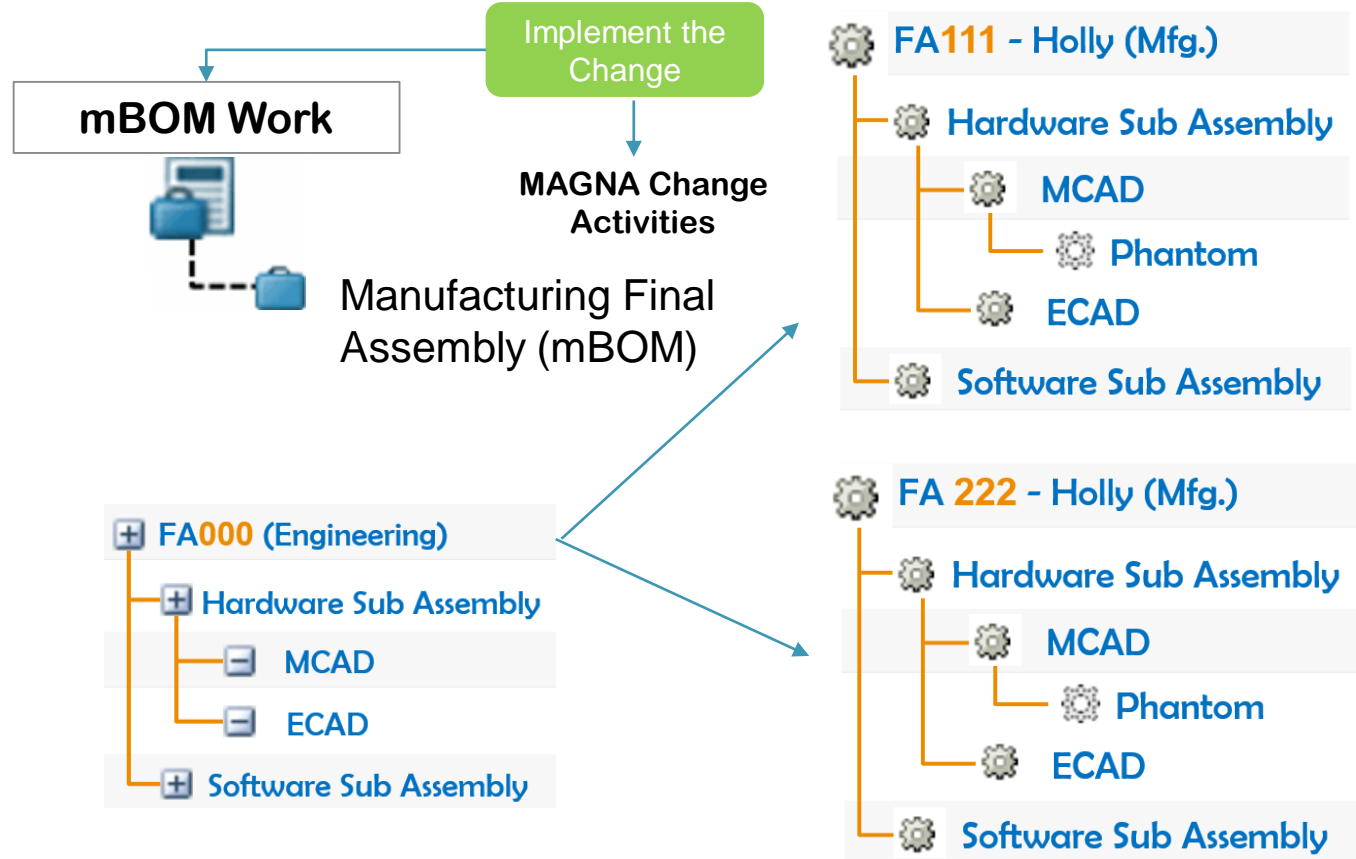 Implement the
Change
mBOM Work
MAGNA Change
Activities
Manufacturing Final
Assembly (mBOM)
FA000 (Engineering)
Hardware Sub Assembly
MCAD
ECAD
Software Sub Assembly
FA111 - Holly (Mfg.)
Hardware Sub Assembly
MCAD
Phantom
ECAD
Software Sub Assembly
FA 222 - Holly (Mfg.)
Hardware Sub Assembly
MCAD
Phantom
ECAD
Software Sub Assembly